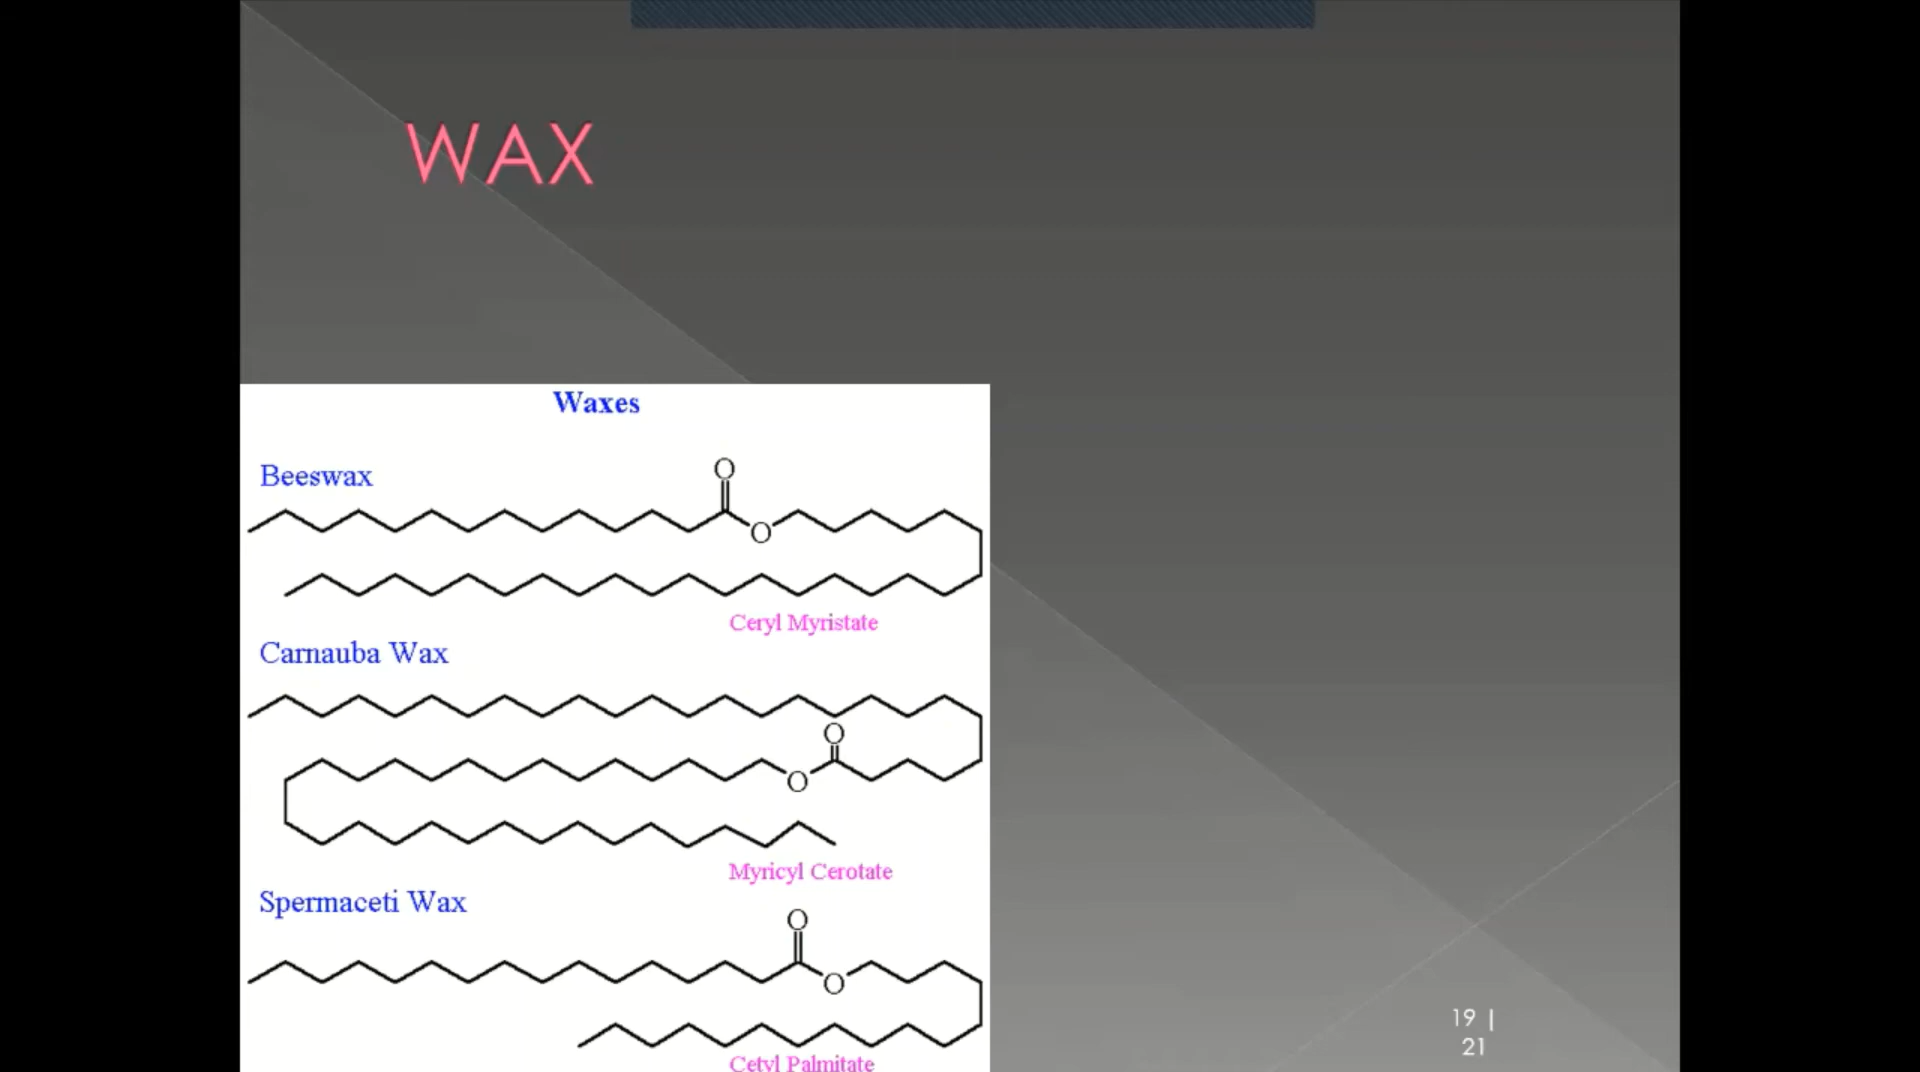 WAX
Waxes
Beeswax
O
O
Ceryl Myristate
Carnauba Wax
O
O
Myricyl Cerotate
Spermaceti Wax
O
O
Cetyl Palmitate
19 |
21